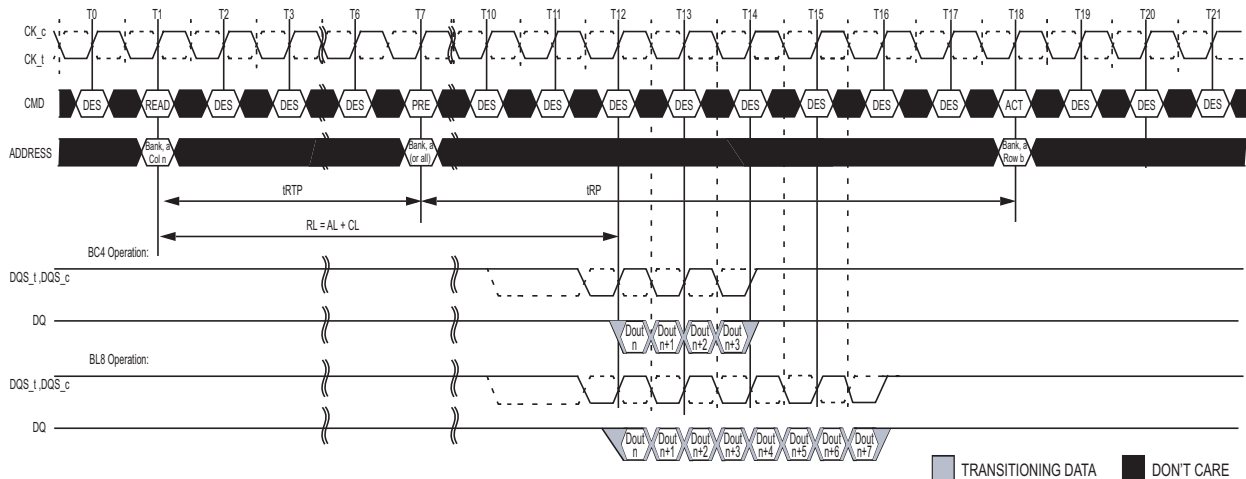 T0 T1 T2 T3 T6 T7 T10 T11 T12 T13 T14 T15 T16 T17 T18 T19 T20 T21
CK_c
CK_t
CMD DES READ DES DES DES PRE DES DES DES DES DES DES DES DES ACT DES DES DES
ADDRESS Bank, a Bank, a Bank, a
Col n (or all) Row b
tRTP tRP
RL = AL + CL
BC4 Operation:
DQS_t ,DQS_c
DQ Dout Dout Dout Dout
n n+1 n+2 n+3
BL8 Operation:
DQS_t ,DQS_c
DQ Dout Dout Dout Dout Dout Dout Dout Dout
n n+1 n+2 n+3 n+4 n+5 n+6 n+7
TRANSITIONING DATA DON'T CARE